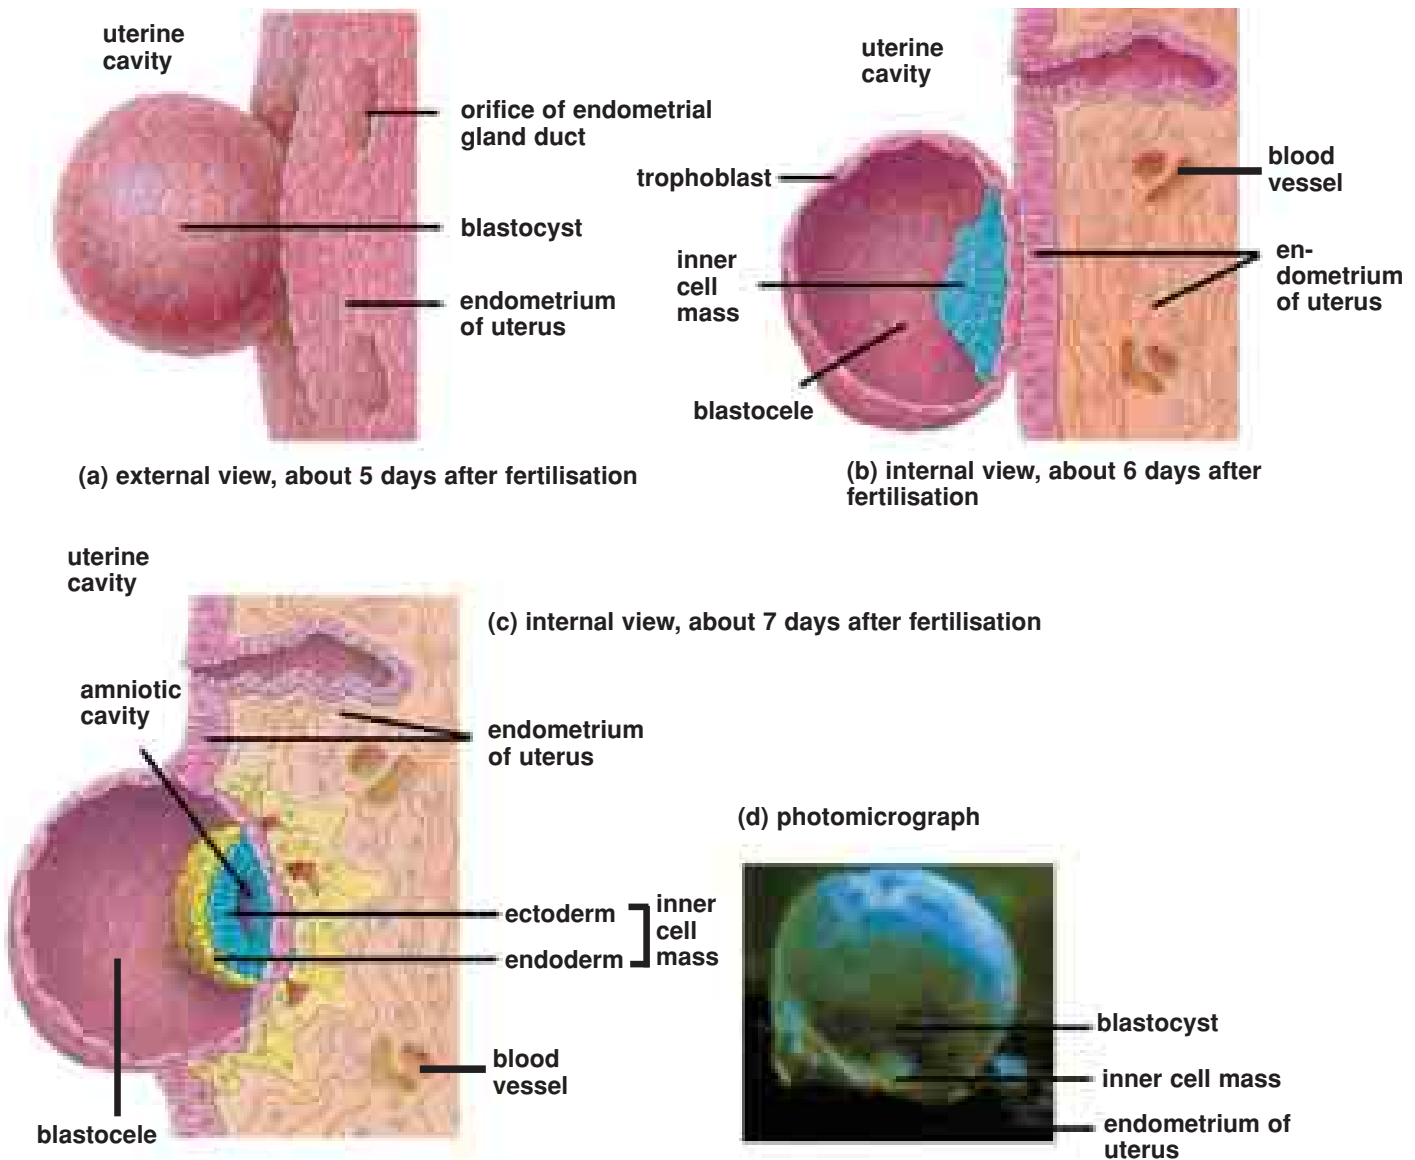 uterine
cavity
orifice of endometrial
gland duct
blastocyst
endometrium
of uterus
(a) external view, about 5 days after fertilisation
uterine
cavity
trophoblast
blood
vessel
inner
cell
mass
en-
dometrium
of uterus
blastocele
(b) internal view, about 6 days after
fertilisation
uterine
cavity
(c) internal view, about 7 days after fertilisation
amniotic
cavity
endometrium
of uterus
ectoderm
endoderm
inner
cell
mass
blood
vessel
blastocele
(d) photomicrograph
blastocyst
inner cell mass
endometrium of
uterus